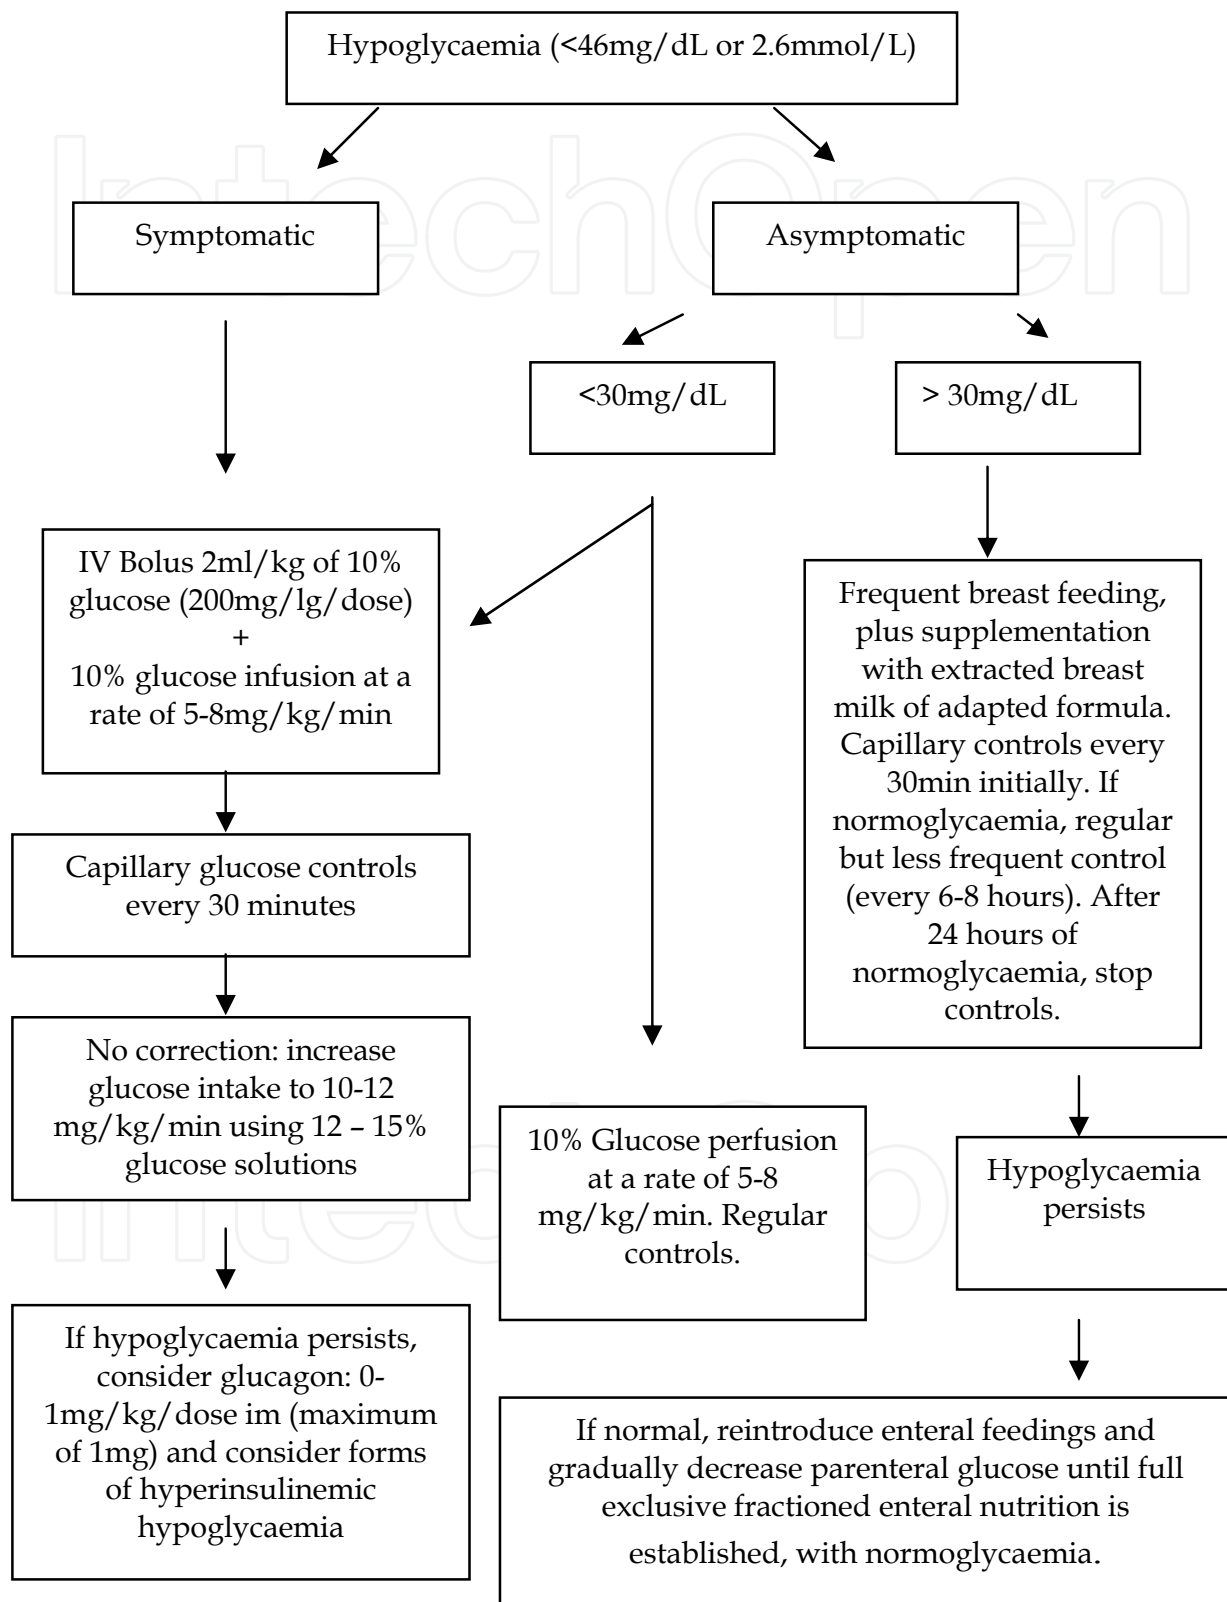 Hypoglycaemia (<46mg/dL or 2.6mmol/L)
Symptomatic
Asymptomatic
<30mg/dL
> 30mg/dL
IV Bolus 2ml/kg of 10%
glucose (200mg/lg/dose)
+
10% glucose infusion at a
rate of 5-8mg/kg/min
Frequent breast feeding,
plus supplementation
with extracted breast
milk of adapted formula.
Capillary controls every
30min initially. If
normoglycaemia, regular
but less frequent control
(every 6-8 hours). After
24 hours of
normoglycaemia, stop
controls.
Capillary glucose controls
every 30 minutes
No correction: increase
glucose intake to 10-12
mg/kg/min using 12 – 15%
glucose solutions
10% Glucose perfusion
at a rate of 5-8
mg/kg/min. Regular
controls.
Hypoglycaemia
persists
If hypoglycaemia persists,
consider glucagon: 0-
1mg/kg/dose im (maximum
of 1mg) and consider forms
of hyperinsulinemic
hypoglycaemia
If normal, reintroduce enteral feedings and
gradually decrease parenteral glucose until full
exclusive fractioned enteral nutrition is
established, with normoglycaemia.
IntechOpen
IntechOpen